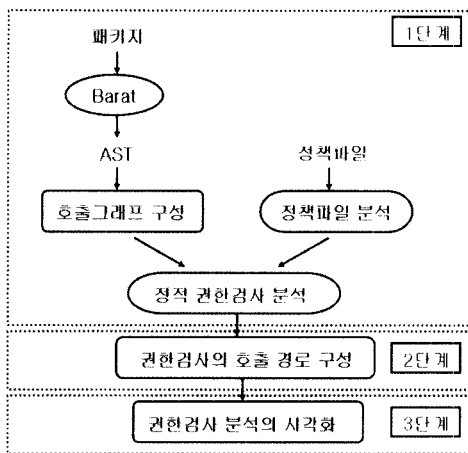 패키지
1단계
Barat
AST
정책파일
호출그래프 구성
정책파일 분석
정적 권한검사 분석
권한검사의 호출 경로 구성
2단계
권한검사 분석의 시각화
3단계